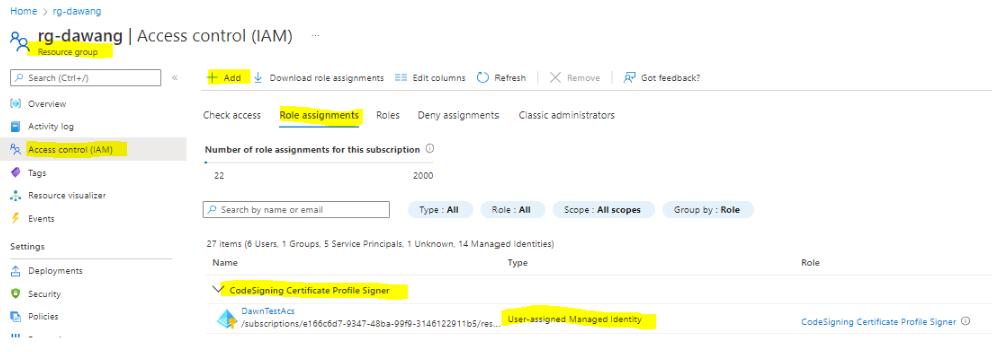 Home > rg-dawang
rg-dawang | Access control (IAM) ...
Resource group
Search (Ctrl+/) «
+ Add Download role assignments Edit columns Refresh Remove Got feedback?
Overview
Activity log
Access control (IAM)
Tags
Resource visualizer
Events
Settings
Deployments
Security
Policies
Check access Role assignments Roles Deny assignments Classic administrators
Number of role assignments for this subscription
22 2000
Search by name or email Type : All Role : All Scope : All scopes Group by : Role
27 items (6 Users, 1 Groups, 5 Service Principals, 1 Unknown, 14 Managed Identities)
Name Type Role
CodeSigning Certificate Profile Signer
DawnTestAcs
/subscriptions/e166c6d7-9347-48ba-99f9-3146122911b5/res... User-assigned Managed Identity CodeSigning Certificate Profile Signer